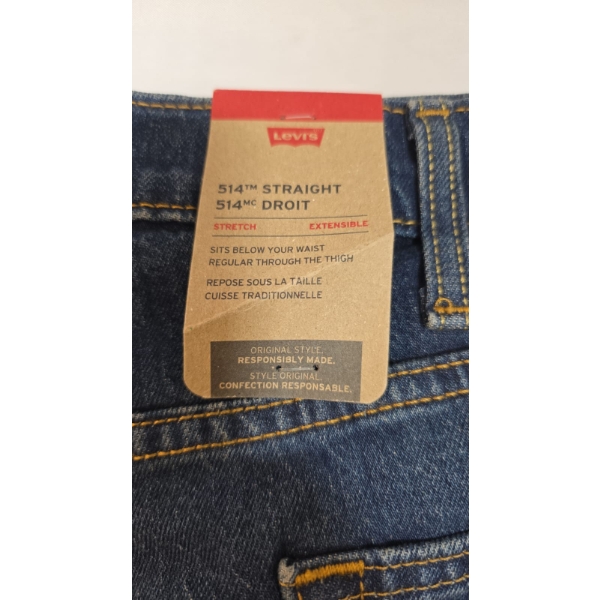 Levi's
514™ STRAIGHT
514ᴹᶜ DROIT
STRETCH EXTENSIBLE
SITS BELOW YOUR WAIST
REGULAR THROUGH THE THIGH
REPOSE SOUS LA TAILLE
CUISSE TRADITIONNELLE
ORIGINAL STYLE.
RESPONSIBLY MADE.
STYLE ORIGINAL.
CONFECTION RESPONSABLE.